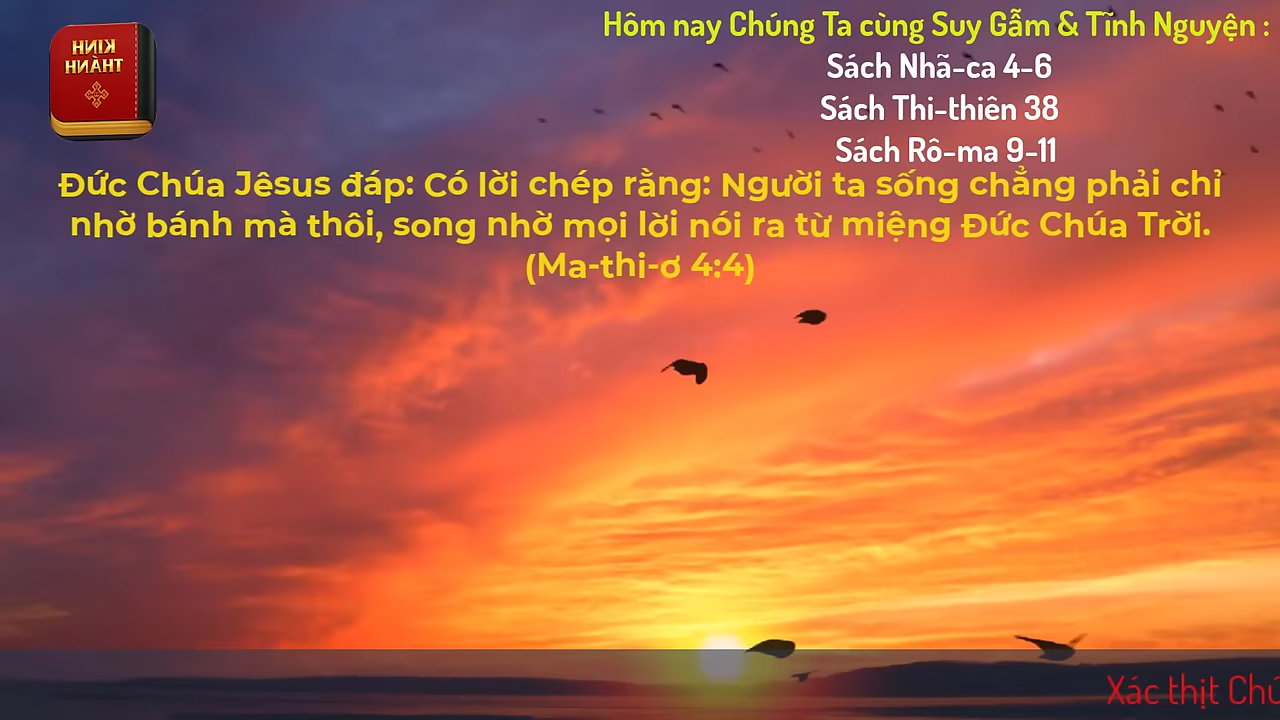 KINH
THÀNH
Hôm nay Chúng Ta cùng Suy Gẫm & Tĩnh Nguyện :
Sách Nhã-ca 4-6
Sách Thi-thiên 38
Sách Rô-ma 9-11
Đức Chúa Jêsus đáp: Có lời chép rằng: Người ta sống chẳng phải chỉ
nhờ bánh mà thôi, song nhờ mọi lời nói ra từ miệng Đức Chúa Trời.
(Ma-thi-ơ 4:4)
Xác thịt